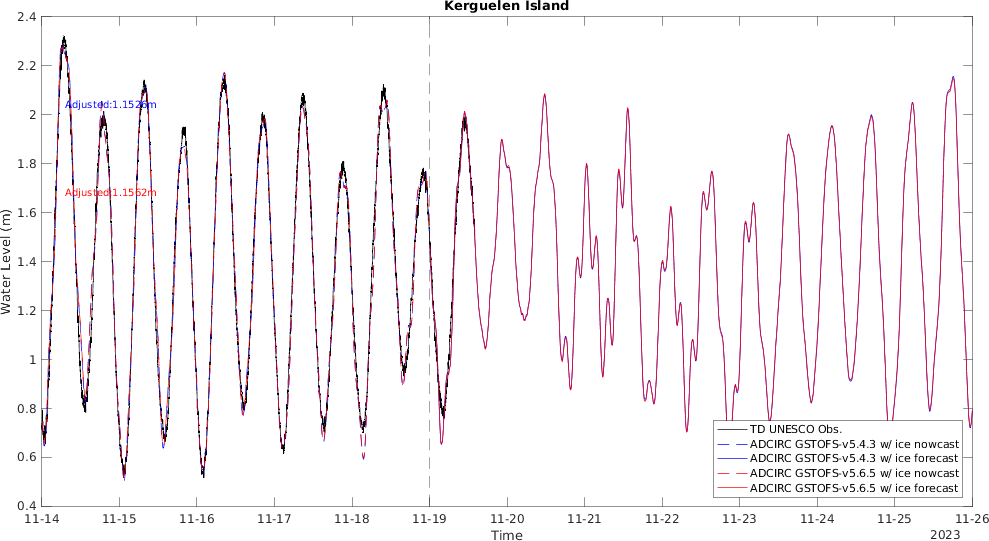 Kerguelen Island
2.4
2.2
2
1.8
1.6
1.4
1.2
1
0.8
0.6
0.4
Water Level (m)
Adjusted:1.1526m
Adjusted:1.1562m
TD UNESCO Obs.
ADCIRC GSTOFS-v5.4.3 w/ ice nowcast
ADCIRC GSTOFS-v5.4.3 w/ ice forecast
ADCIRC GSTOFS-v5.6.5 w/ ice nowcast
ADCIRC GSTOFS-v5.6.5 w/ ice forecast
11-14 11-15 11-16 11-17 11-18 11-19 11-20 11-21 11-22 11-23 11-24 11-25 11-26
Time
2023